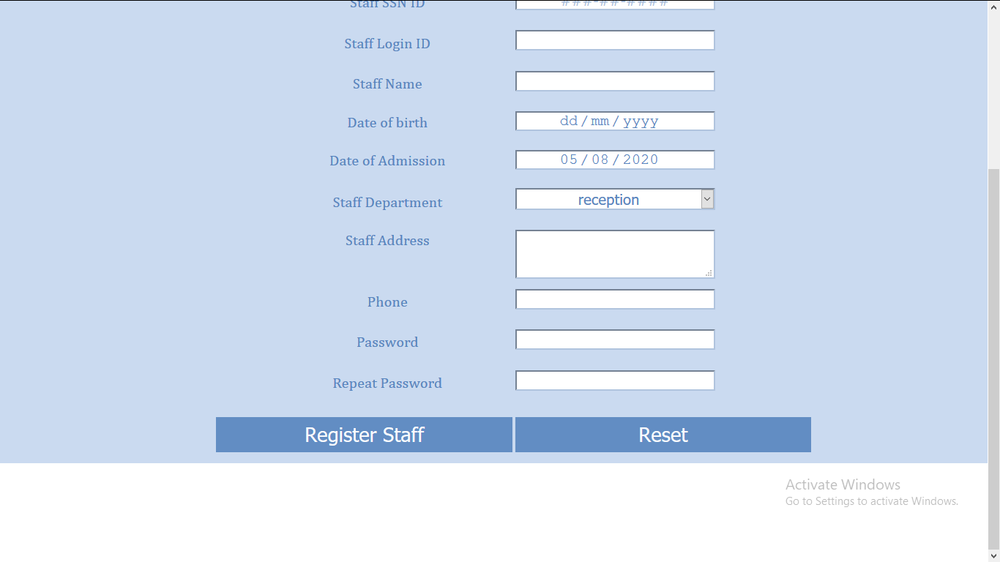 Staff SSN ID ###-##-####
Staff Login ID
Staff Name
Date of birth dd / mm / yyyy
Date of Admission 05 / 08 / 2020
Staff Department reception
Staff Address
Phone
Password
Repeat Password
Register Staff Reset
Activate Windows
Go to Settings to activate Windows.